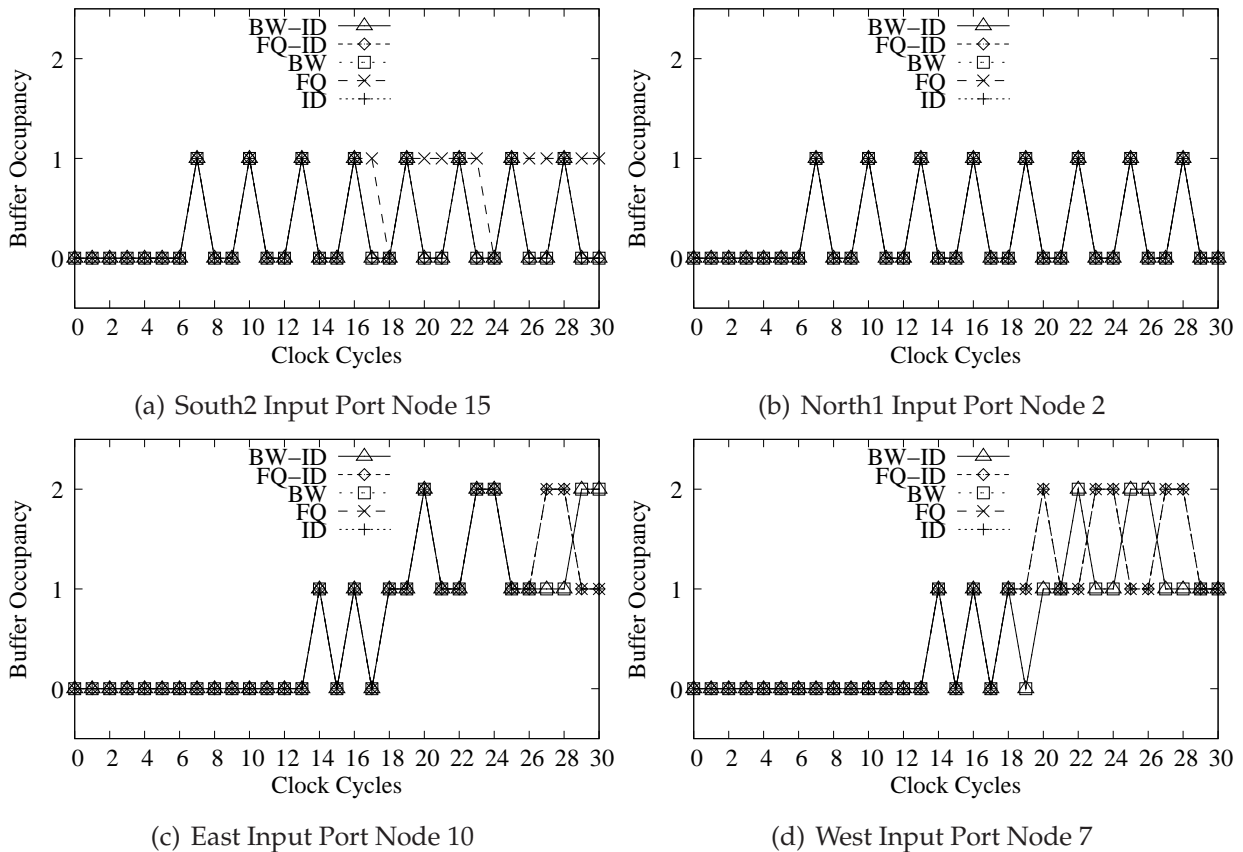 BW-ID
FQ-ID
BW
FQ
ID
2
1
0
Buffer Occupancy
0 2 4 6 8 10 12 14 16 18 20 22 24 26 28 30
Clock Cycles
(a) South2 Input Port Node 15
BW-ID
FQ-ID
BW
FQ
ID
2
1
0
Buffer Occupancy
0 2 4 6 8 10 12 14 16 18 20 22 24 26 28 30
Clock Cycles
(b) North1 Input Port Node 2
BW-ID
FQ-ID
BW
FQ
ID
2
1
0
Buffer Occupancy
0 2 4 6 8 10 12 14 16 18 20 22 24 26 28 30
Clock Cycles
(c) East Input Port Node 10
BW-ID
FQ-ID
BW
FQ
ID
2
1
0
Buffer Occupancy
0 2 4 6 8 10 12 14 16 18 20 22 24 26 28 30
Clock Cycles
(d) West Input Port Node 7